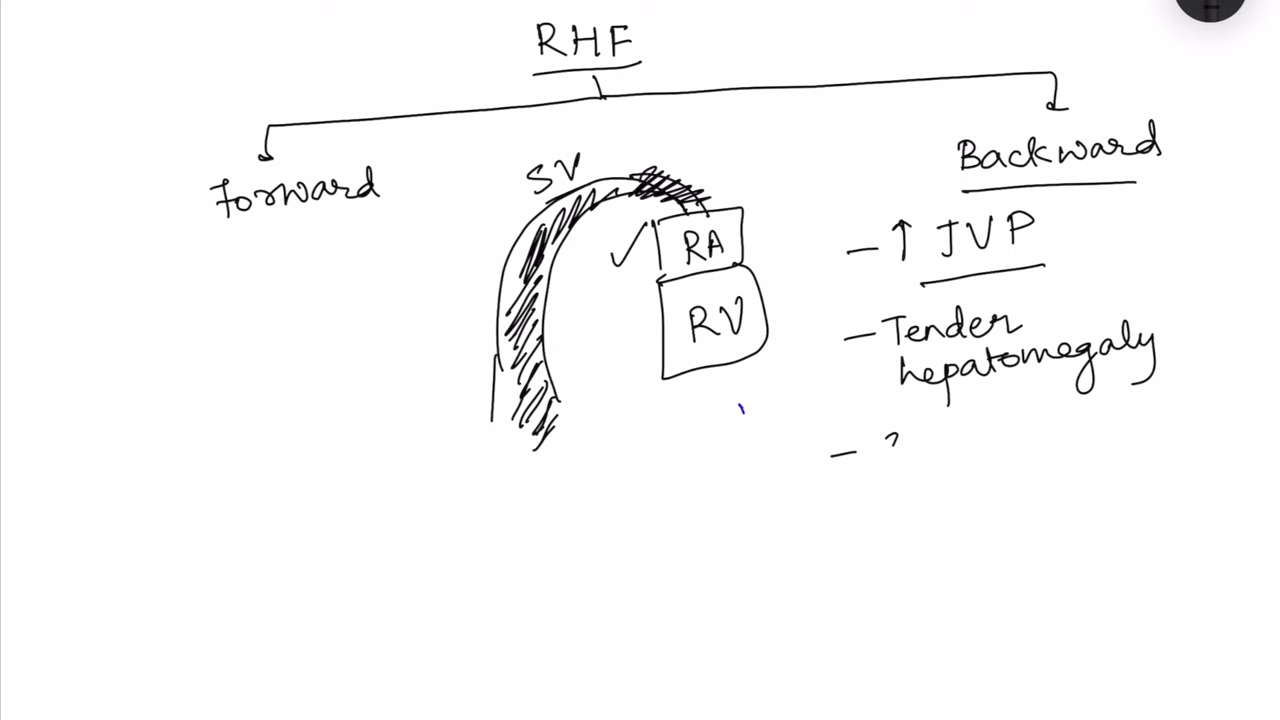 RHF
Forward
Backward
SV
RA
RV
- ↑ JVP
- Tender
hepatomegaly
-